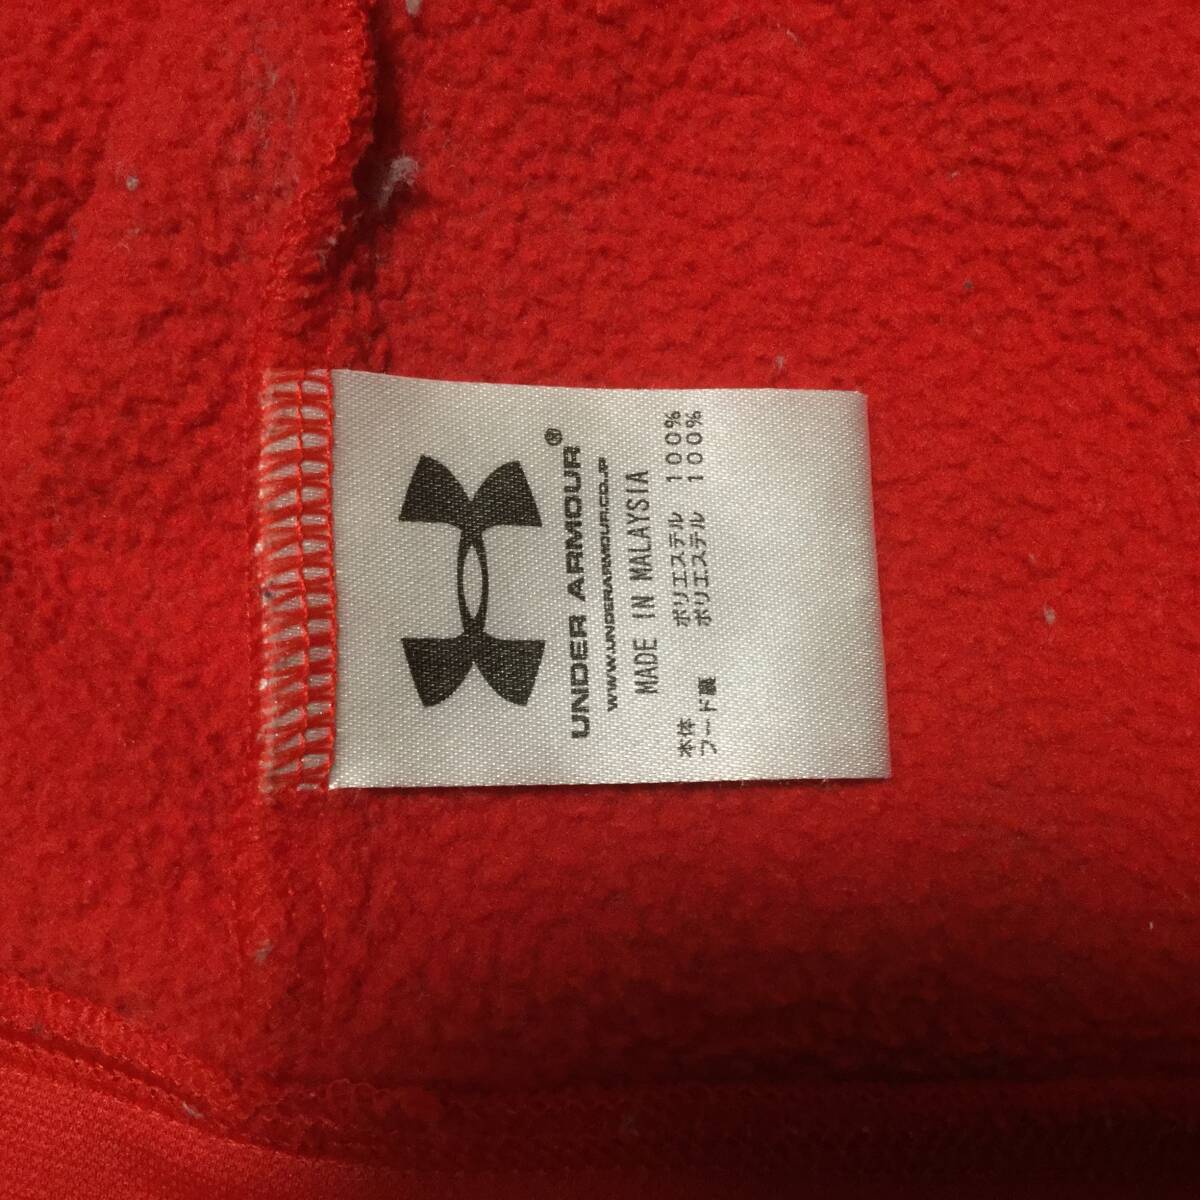 UNDER ARMOUR®
WWW.UNDERARMOUR.CO.JP
MADE IN MALAYSIA
本体 ポリエステル 100%
フード裏 ポリエステル 100%